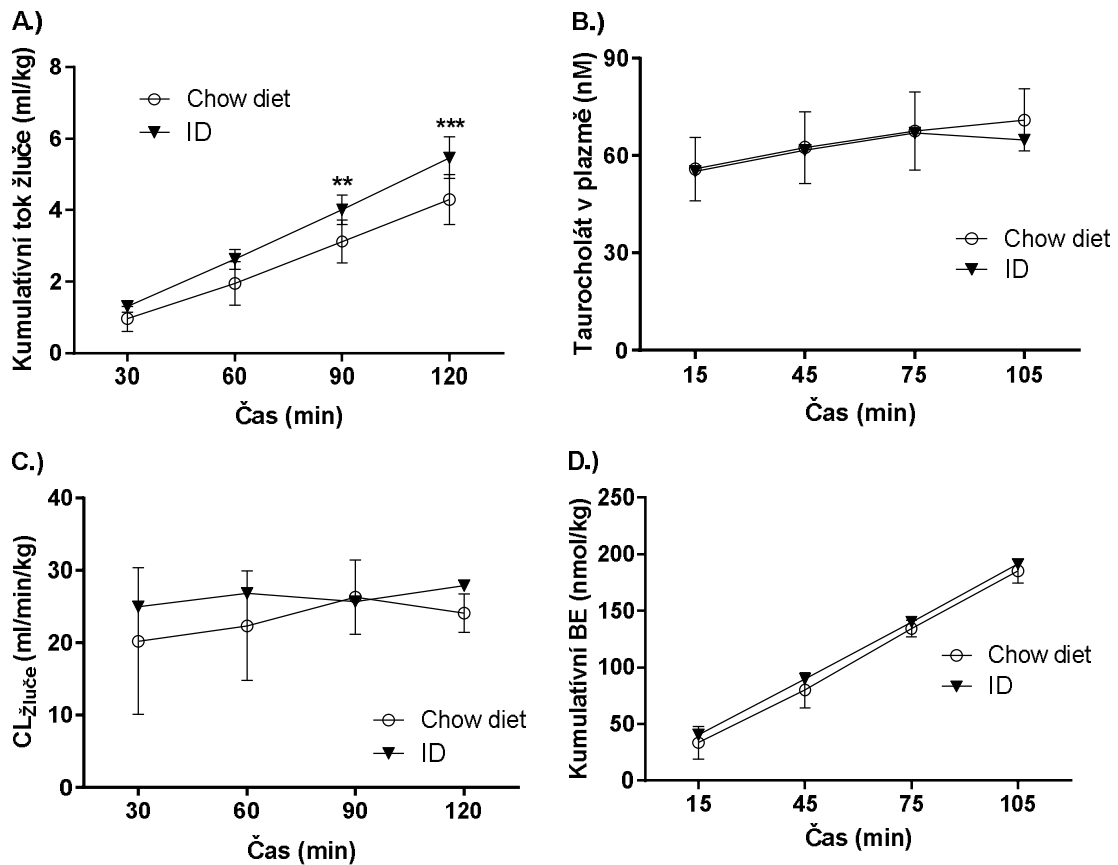 A.)
Kumulativní tok žluče (ml/kg)
8
6
4
2
0
Chow diet
ID
**
***
30 60 90 120
Čas (min)
B.)
Taurocholát v plazmě (nM)
90
60
30
0
Chow diet
ID
15 45 75 105
Čas (min)
C.)
CLŽluče (ml/min/kg)
40
30
20
10
0
Chow diet
ID
30 60 90 120
Čas (min)
D.)
Kumulativní BE (nmol/kg)
250
200
150
100
50
0
Chow diet
ID
15 45 75 105
Čas (min)